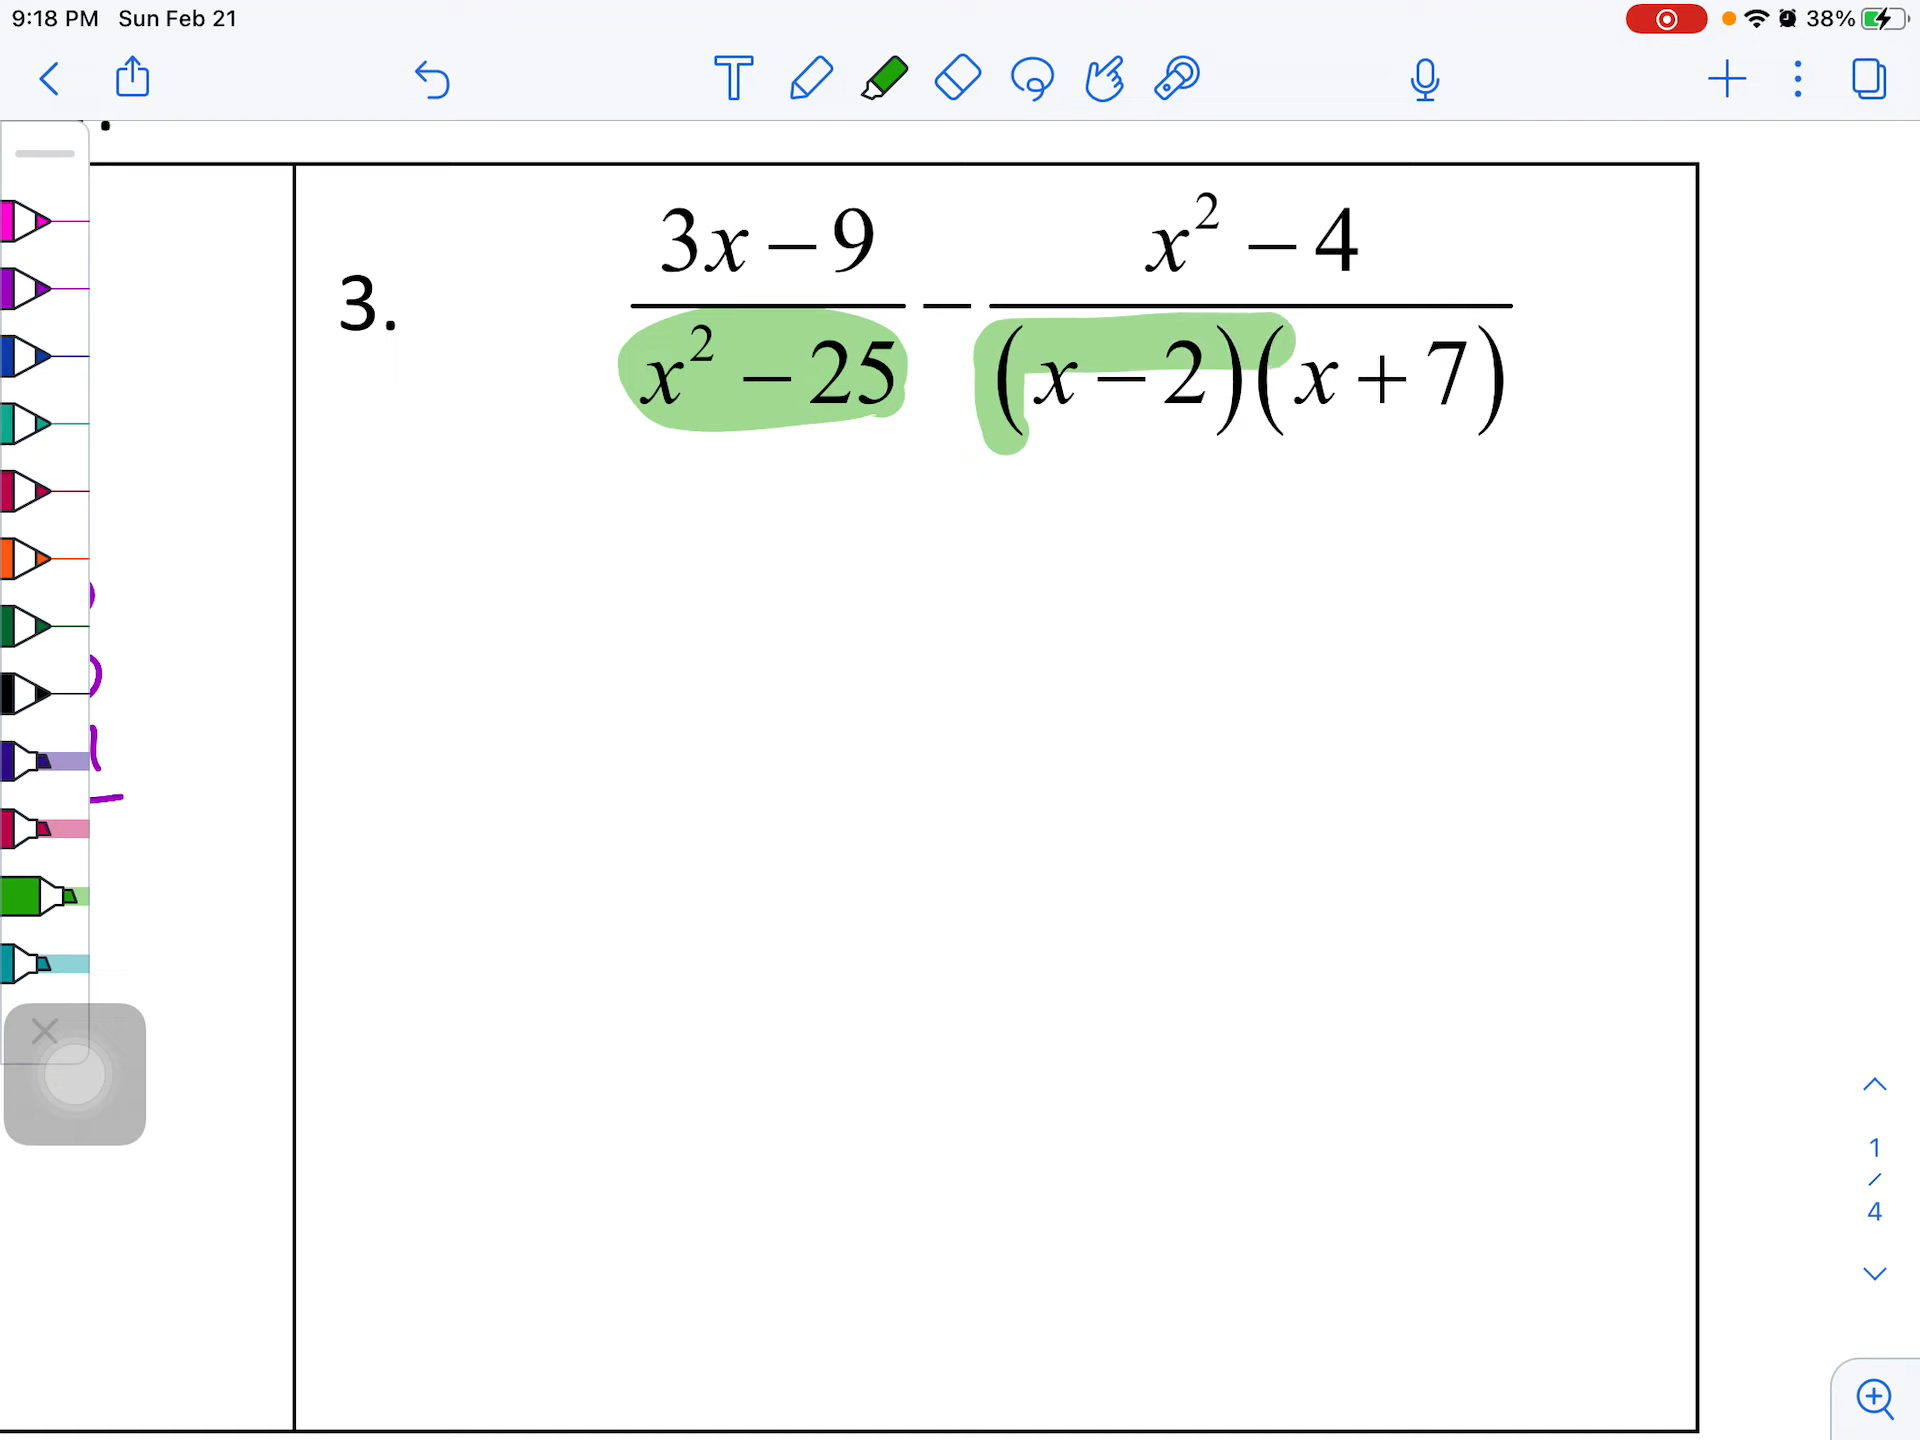 9:18 PM Sun Feb 21
38%
T
3. 3x − 9 / x² − 25 − x² − 4 / (x − 2)(x + 7)
1
/
4